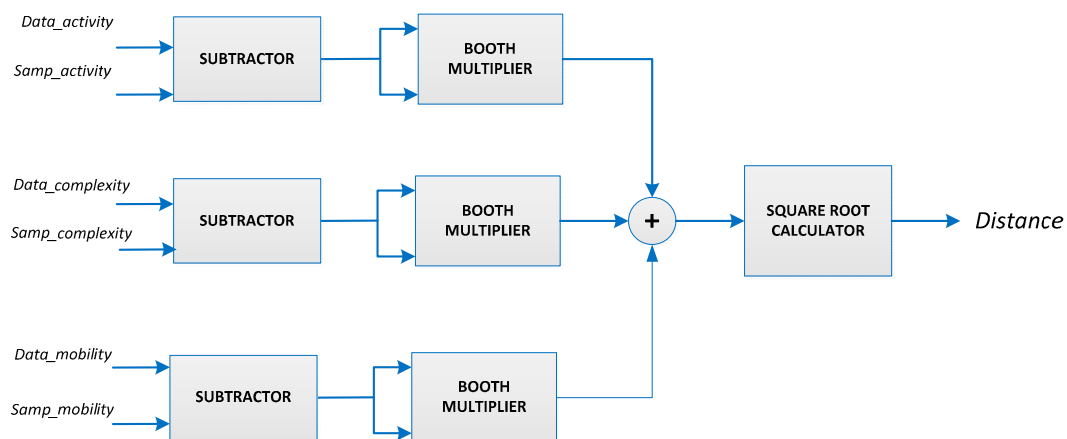 Data_activity
SUBTRACTOR
BOOTH
MULTIPLIER
Samp_activity
Data_complexity
SUBTRACTOR
BOOTH
MULTIPLIER
Samp_complexity
+
SQUARE ROOT
CALCULATOR
Distance
Data_mobility
SUBTRACTOR
BOOTH
MULTIPLIER
Samp_mobility